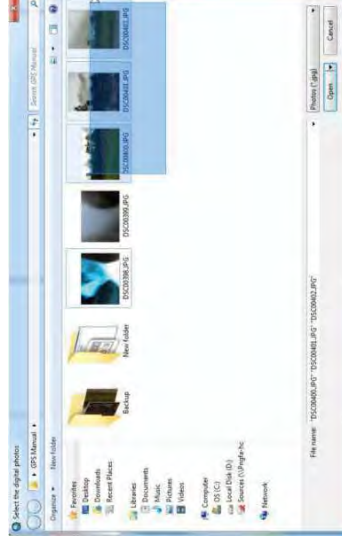 Select the digital photos
GPS Manual
Search GPS Manual
Organize
New folder
Favorites
Desktop
Downloads
Recent Places
Libraries
Documents
Music
Pictures
Videos
Computer
OS (C:)
Local Disk (D:)
Network
Backup
New folder
DSC00398.JPG
DSC00399.JPG
DSC00400.JPG
DSC00401.JPG
DSC00402.JPG
File name: "DSC00400.JPG" "DSC00401.JPG" "DSC00402.JPG"
Photos (*.jpg)
Open
Cancel